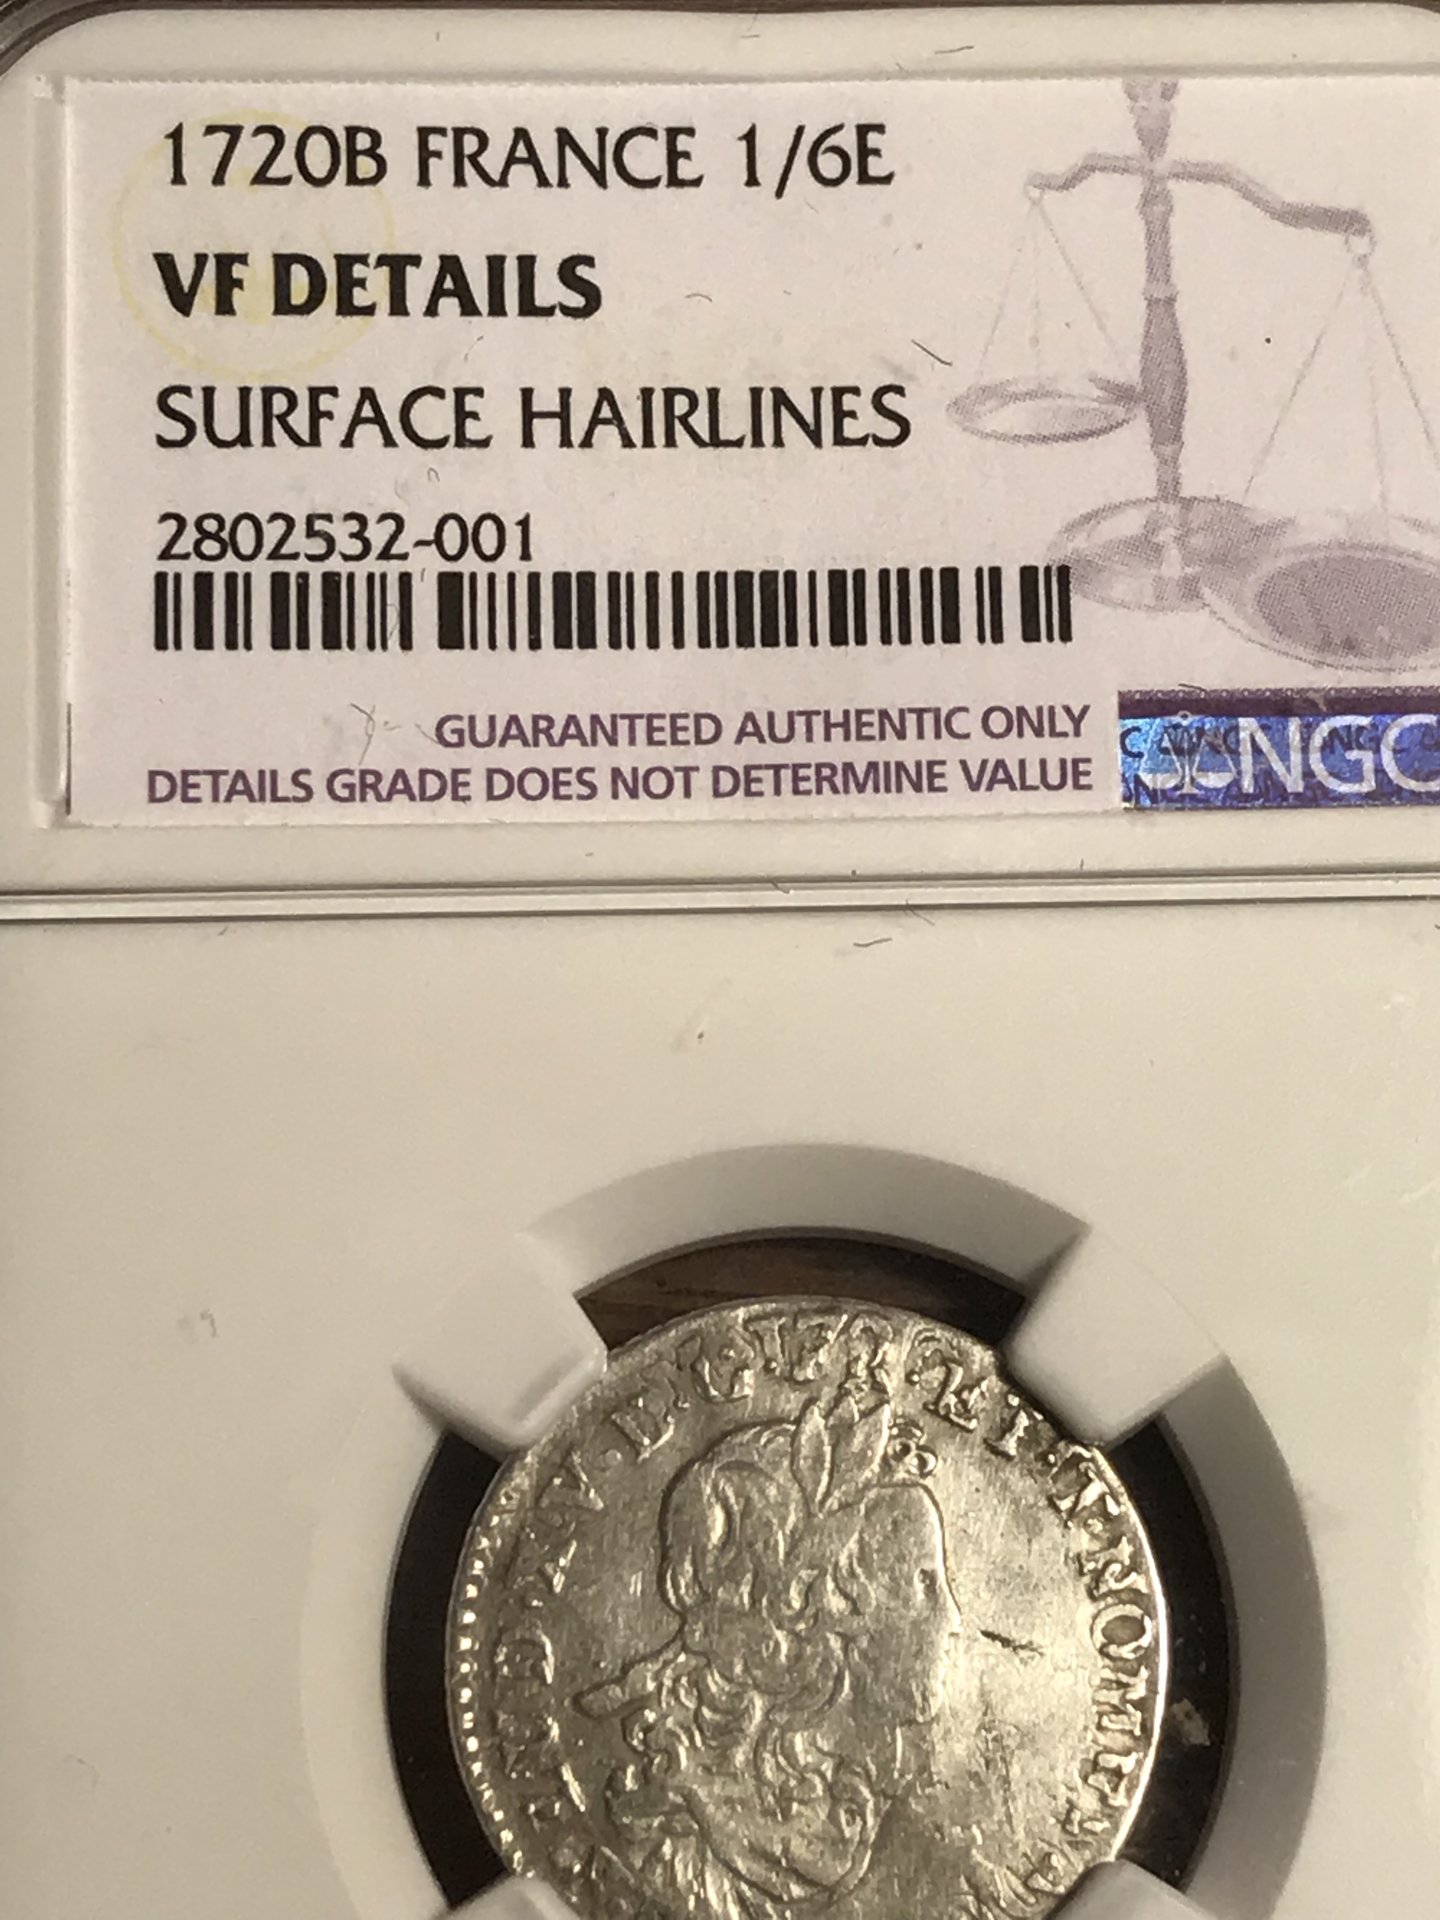 1720B FRANCE 1/6E
VF DETAILS
SURFACE HAIRLINES
2802532-001
GUARANTEED AUTHENTIC ONLY
DETAILS GRADE DOES NOT DETERMINE VALUE
NGC